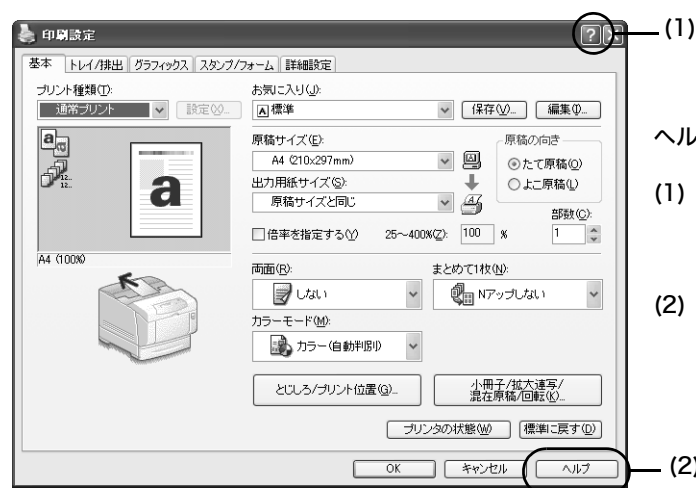 印刷設定
?
(1)
基本 トレイ/排出 グラフィックス スタンプ/フォーム 詳細設定
プリント種類(T):
通常プリント 設定(X)...
お気に入り(J):
A 標準 保存(V)... 編集(I)...
a a
12..
12..
a
A4 (100%)
原稿サイズ(E):
A4 (210x297mm)
出力用紙サイズ(S):
原稿サイズと同じ
原稿の向き
たて原稿(O)
よこ原稿(L)
倍率を指定する(Y) 25～400%(Z): 100 %
部数(C):
1
両面(R):
しない
まとめて1枚(N):
Nアップしない
カラーモード(M):
カラー(自動判別)
とじしろ/プリント位置(G)...
小冊子/拡大連写/
混在原稿/回転(K)...
プリンタの状態(W) 標準に戻す(D)
OK キャンセル ヘルプ
(2)
ヘル
(1)
(2)